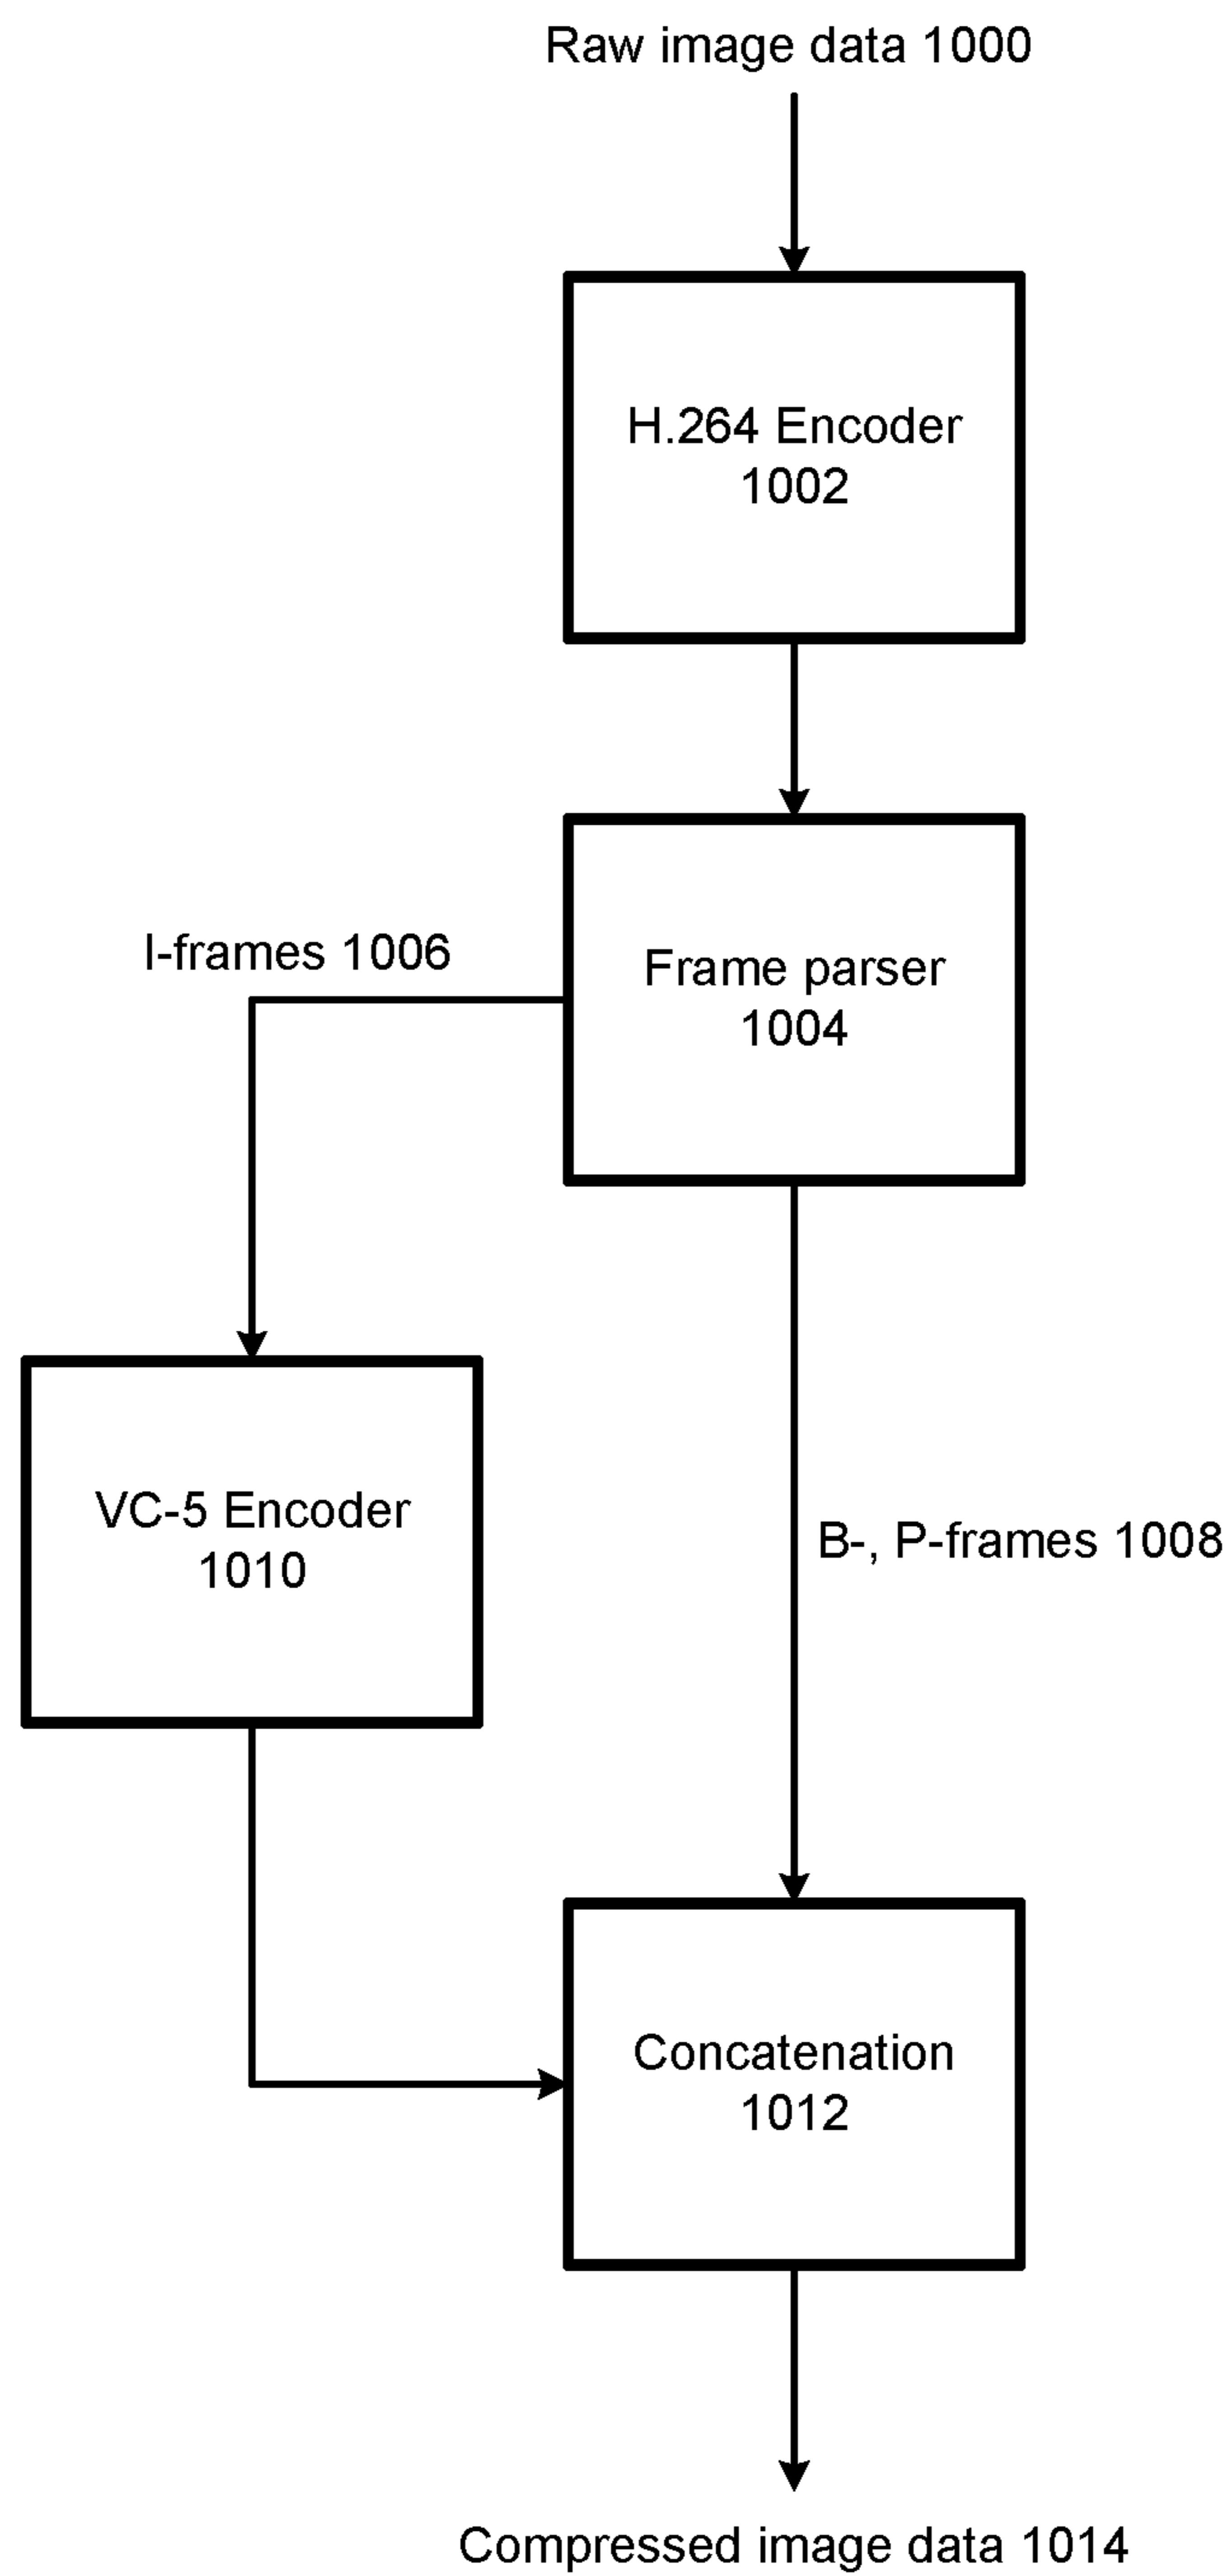 Raw image data 1000
H.264 Encoder
1002
I-frames 1006
Frame parser
1004
VC-5 Encoder
1010
B-, P-frames 1008
Concatenation
1012
Compressed image data 1014